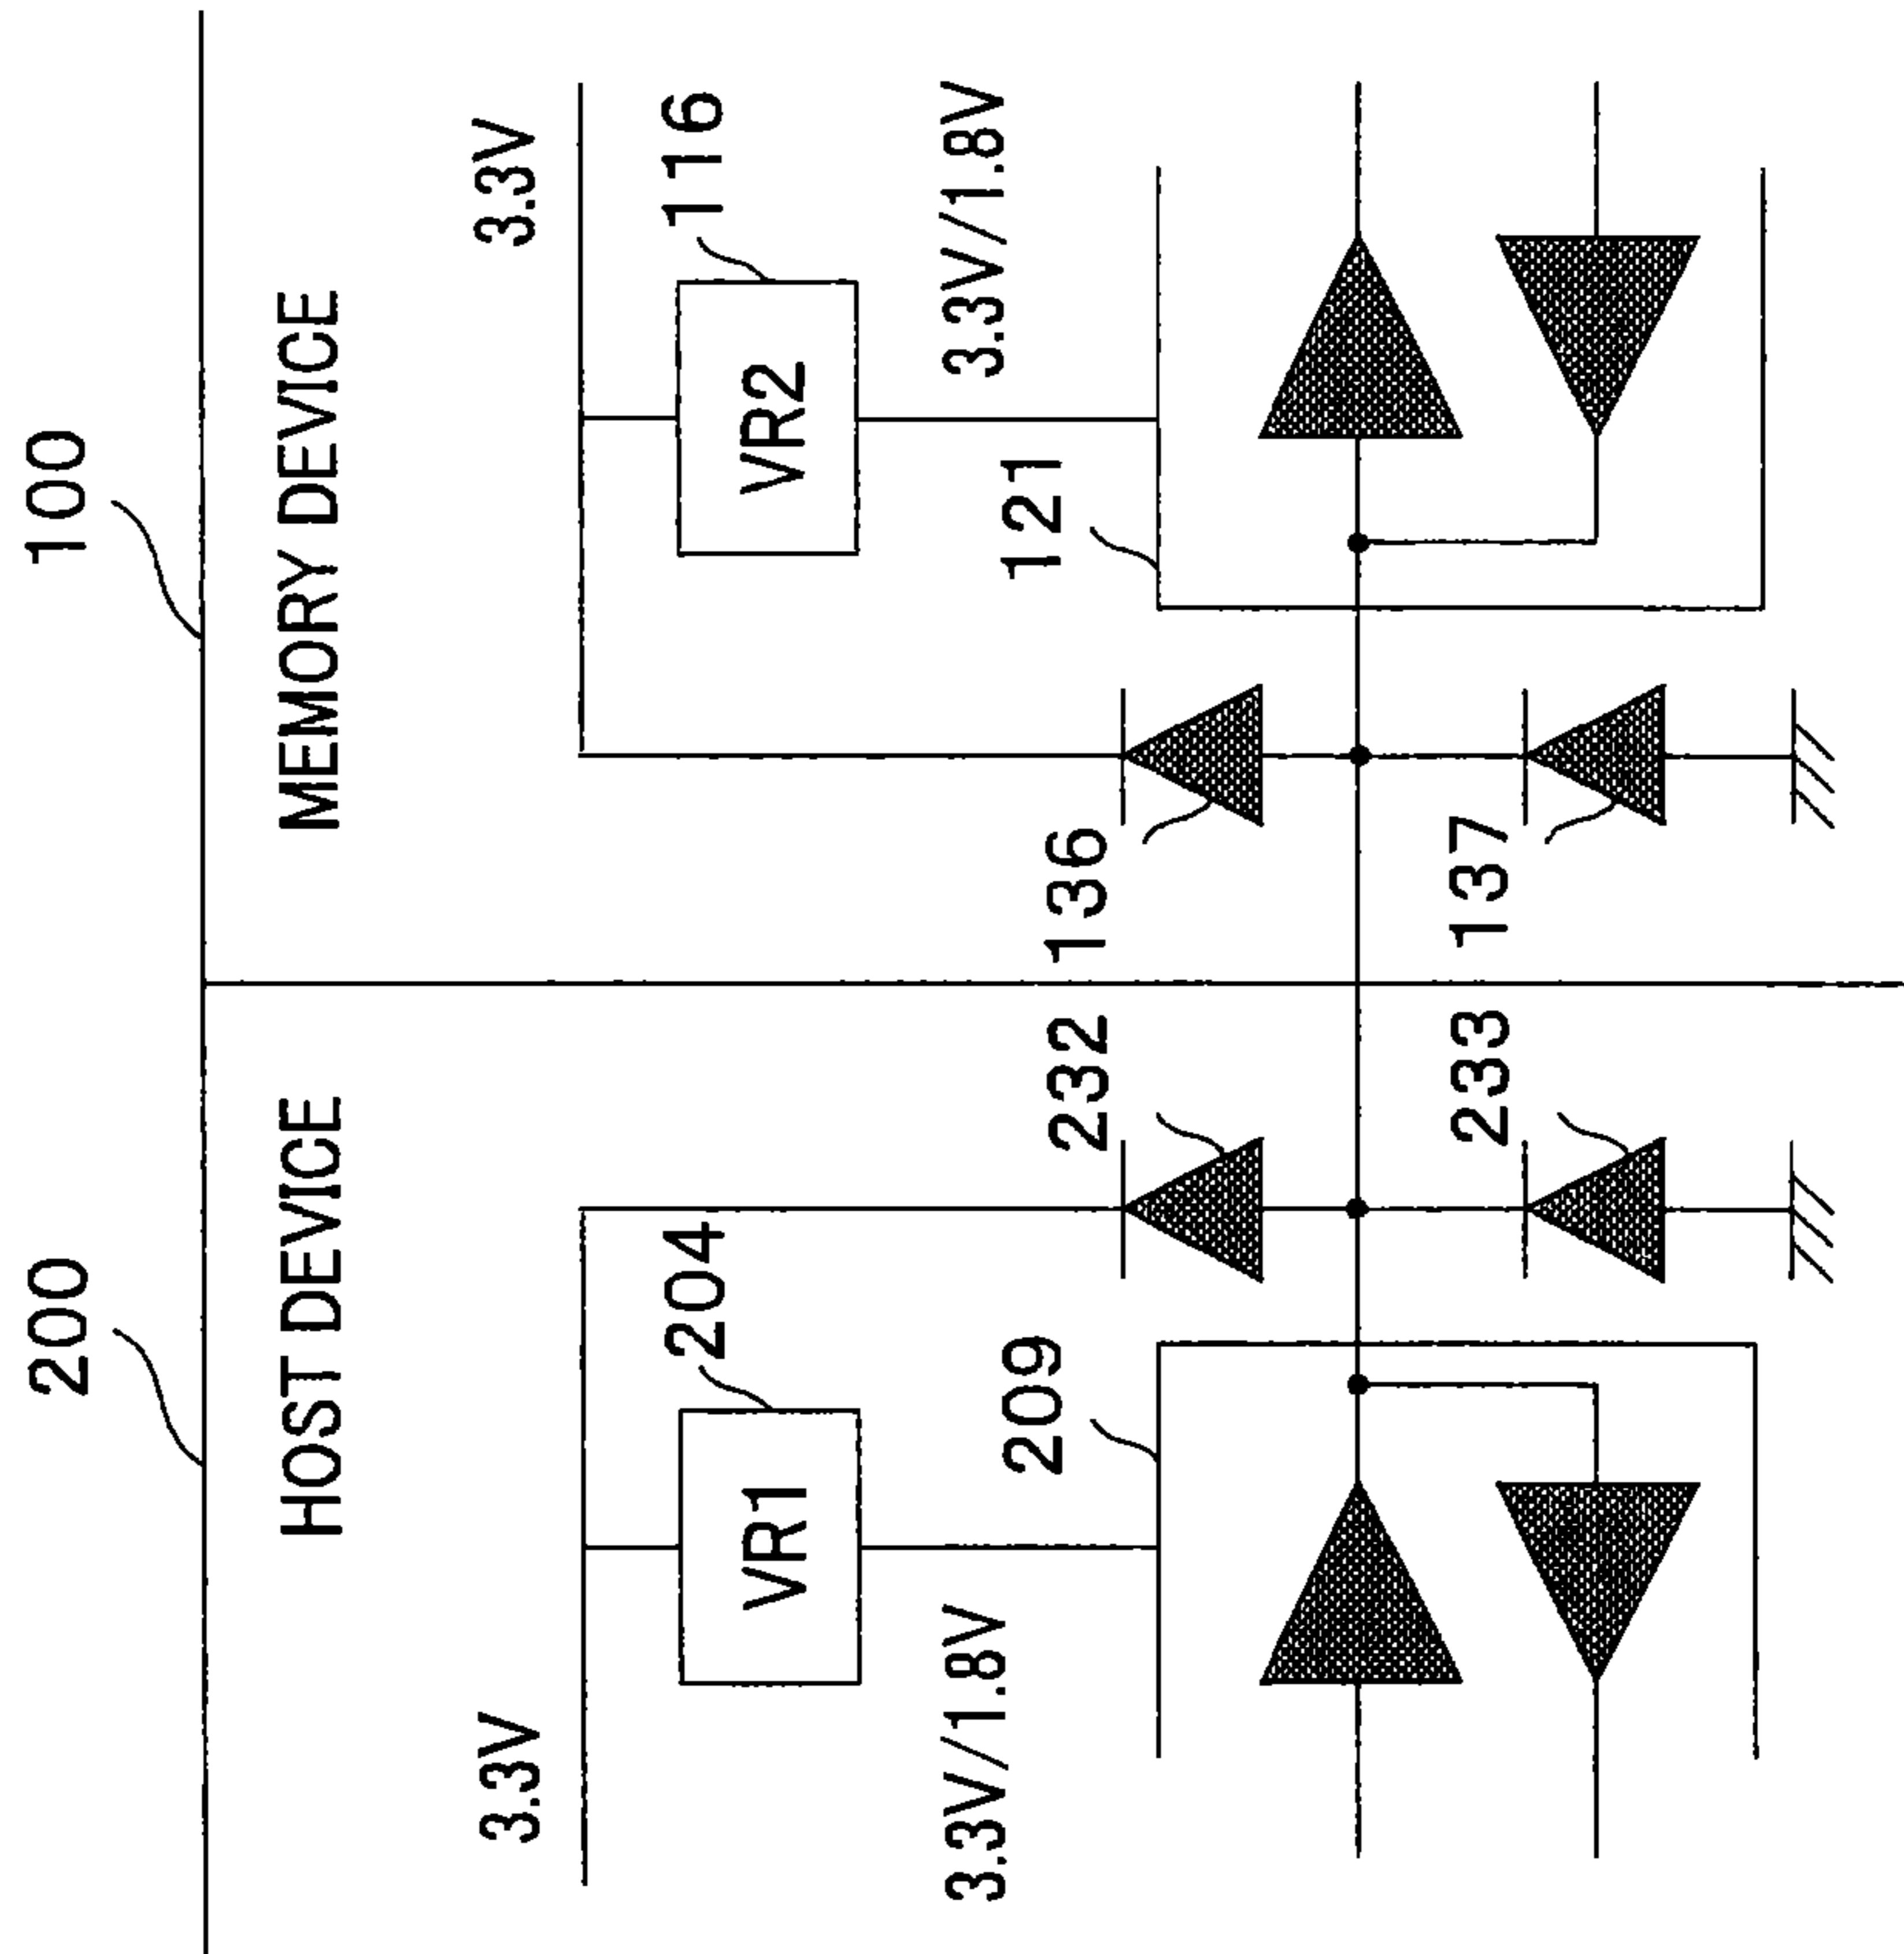 200
100
HOST DEVICE
MEMORY DEVICE
3.3V
3.3V
204
116
VR1
VR2
3.3V/1.8V
3.3V/1.8V
209
121
232
136
233
137